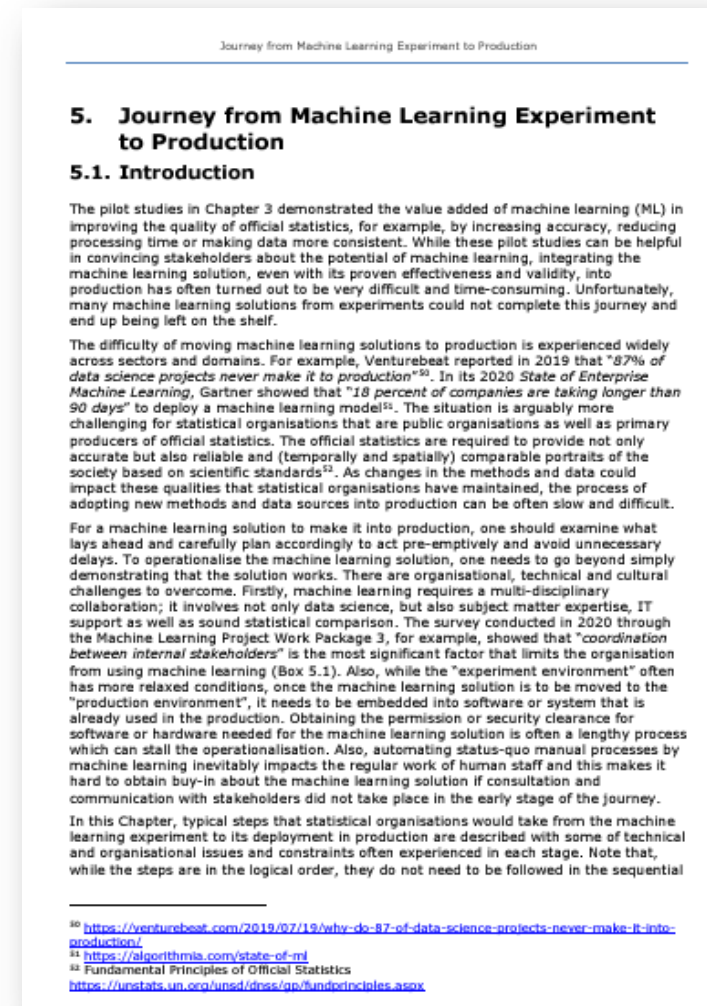 Journey from Machine Learning Experiment to Production
5. Journey from Machine Learning Experiment
to Production
5.1. Introduction
The pilot studies in Chapter 3 demonstrated the value added of machine learning (ML) in
improving the quality of official statistics, for example, by increasing accuracy, reducing
processing time or making data more consistent. While these pilot studies can be helpful
in convincing stakeholders about the potential of machine learning, integrating the
machine learning solution, even with its proven effectiveness and validity, into
production has often turned out to be very difficult and time-consuming. Unfortunately,
many machine learning solutions from experiments could not complete this journey and
end up being left on the shelf.
The difficulty of moving machine learning solutions to production is experienced widely
across sectors and domains. For example, Venturebeat reported in 2019 that "87% of
data science projects never make it to production"⁵⁰. In its 2020 State of Enterprise
Machine Learning, Gartner showed that "18 percent of companies are taking longer than
90 days" to deploy a machine learning model⁵¹. The situation is arguably more
challenging for statistical organisations that are public organisations as well as primary
producers of official statistics. The official statistics are required to provide not only
accurate but also reliable and (temporally and spatially) comparable portraits of the
society based on scientific standards⁵². As changes in the methods and data could
impact these qualities that statistical organisations have maintained, the process of
adopting new methods and data sources into production can be often slow and difficult.
For a machine learning solution to make it into production, one should examine what
lays ahead and carefully plan accordingly to act pre-emptively and avoid unnecessary
delays. To operationalise the machine learning solution, one needs to go beyond simply
demonstrating that the solution works. There are organisational, technical and cultural
challenges to overcome. Firstly, machine learning requires a multi-disciplinary
collaboration; it involves not only data science, but also subject matter expertise, IT
support as well as sound statistical comparison. The survey conducted in 2020 through
the Machine Learning Project Work Package 3, for example, showed that "coordination
between internal stakeholders" is the most significant factor that limits the organisation
from using machine learning (Box 5.1). Also, while the "experiment environment" often
has more relaxed conditions, once the machine learning solution is to be moved to the
"production environment", it needs to be embedded into software or system that is
already used in the production. Obtaining the permission or security clearance for
software or hardware needed for the machine learning solution is often a lengthy process
which can stall the operationalisation. Also, automating status-quo manual processes by
machine learning inevitably impacts the regular work of human staff and this makes it
hard to obtain buy-in about the machine learning solution if consultation and
communication with stakeholders did not take place in the early stage of the journey.
In this Chapter, typical steps that statistical organisations would take from the machine
learning experiment to its deployment in production are described with some of technical
and organisational issues and constraints often experienced in each stage. Note that,
while the steps are in the logical order, they do not need to be followed in the sequential
⁵⁰ https://venturebeat.com/2019/07/19/why-do-87-of-data-science-projects-never-make-it-into-
production/
⁵¹ https://algorithmia.com/state-of-ml
⁵² Fundamental Principles of Official Statistics
https://unstats.un.org/unsd/dnss/gp/fundprinciples.aspx